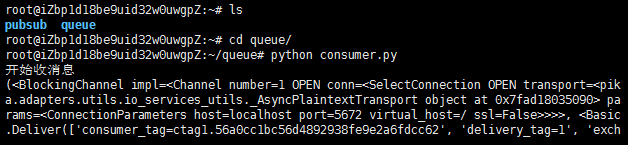 root@iZbp1d18be9uid32w0uwgpZ:~# ls
pubsub queue
root@iZbp1d18be9uid32w0uwgpZ:~# cd queue/
root@iZbp1d18be9uid32w0uwgpZ:~/queue# python consumer.py
开始收消息
(<BlockingChannel impl=<Channel number=1 OPEN conn=<SelectConnection OPEN transport=<pik
a.adapters.utils.io_services_utils._AsyncPlaintextTransport object at 0x7fad18035090> pa
rams=<ConnectionParameters host=localhost port=5672 virtual_host=/ ssl=False>>>>, <Basic
.Deliver(['consumer_tag=ctag1.56a0cc1bc56d4892938fe9e2a6fdcc62', 'delivery_tag=1', 'exch